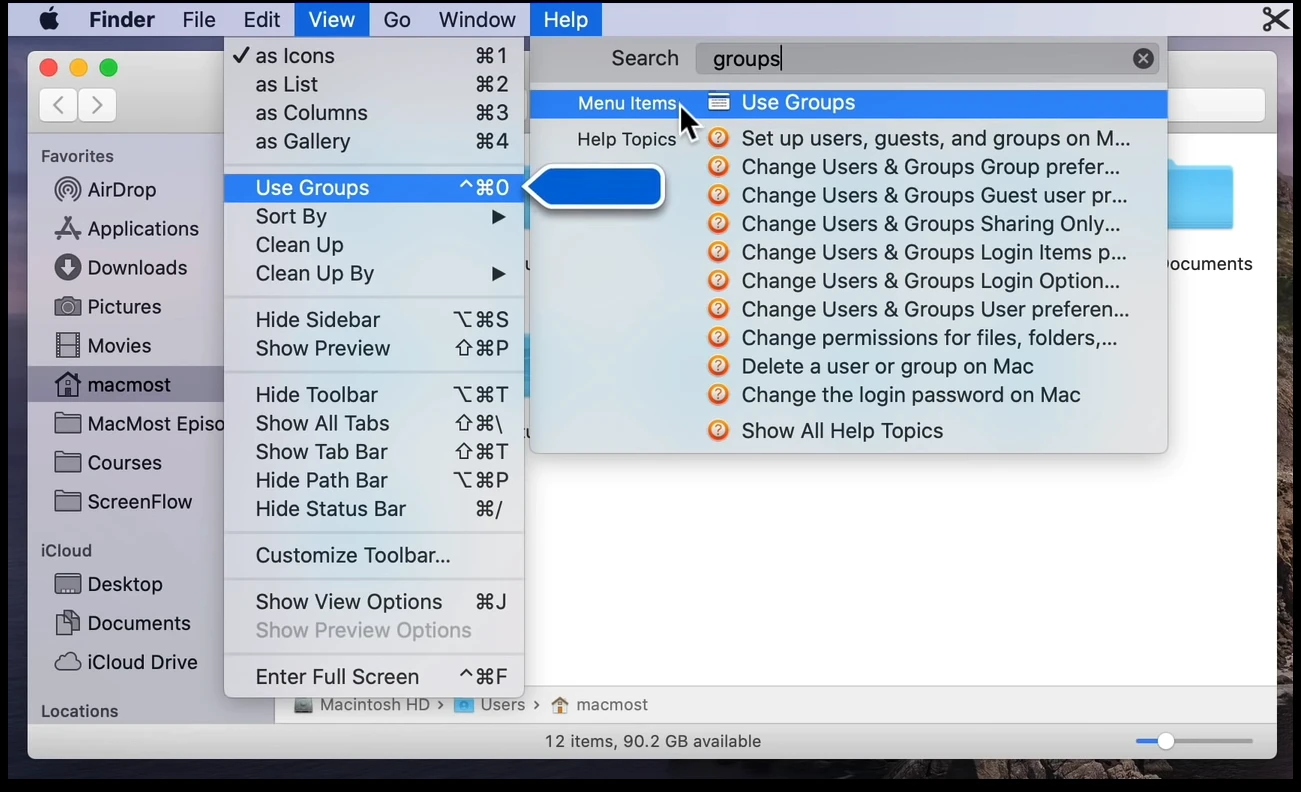 Finder File Edit View Go Window Help
as Icons ⌘1
as List ⌘2
as Columns ⌘3
as Gallery ⌘4
Use Groups ^⌘0
Sort By
Clean Up
Clean Up By
Hide Sidebar ⌥⌘S
Show Preview ⇧⌘P
Hide Toolbar ⌥⌘T
Show All Tabs ⇧⌘\
Show Tab Bar ⇧⌘T
Hide Path Bar ⌥⌘P
Hide Status Bar ⌘/
Customize Toolbar...
Show View Options ⌘J
Show Preview Options
Enter Full Screen ^⌘F
Search groups
Menu Items Use Groups
Help Topics Set up users, guests, and groups on M...
Change Users & Groups Group prefer...
Change Users & Groups Guest user pr...
Change Users & Groups Sharing Only...
Change Users & Groups Login Items p...
Change Users & Groups Login Option...
Change Users & Groups User preferen...
Change permissions for files, folders,...
Delete a user or group on Mac
Change the login password on Mac
Show All Help Topics
Favorites
AirDrop
Applications
Downloads
Pictures
Movies
macmost
MacMost Episo
Courses
ScreenFlow
iCloud
Desktop
Documents
iCloud Drive
Locations
ocuments
Macintosh HD › Users › macmost
12 items, 90.2 GB available